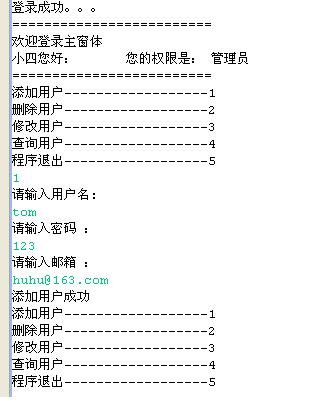 登录成功。。。
=========================
欢迎登录主窗体
小四您好：      您的权限是： 管理员
=========================
添加用户------------------1
删除用户------------------2
修改用户------------------3
查询用户------------------4
程序退出------------------5
1
请输入用户名：
tom
请输入密码 ：
123
请输入邮箱 ：
huhu@163.com
添加用户成功
添加用户------------------1
删除用户------------------2
修改用户------------------3
查询用户------------------4
程序退出------------------5